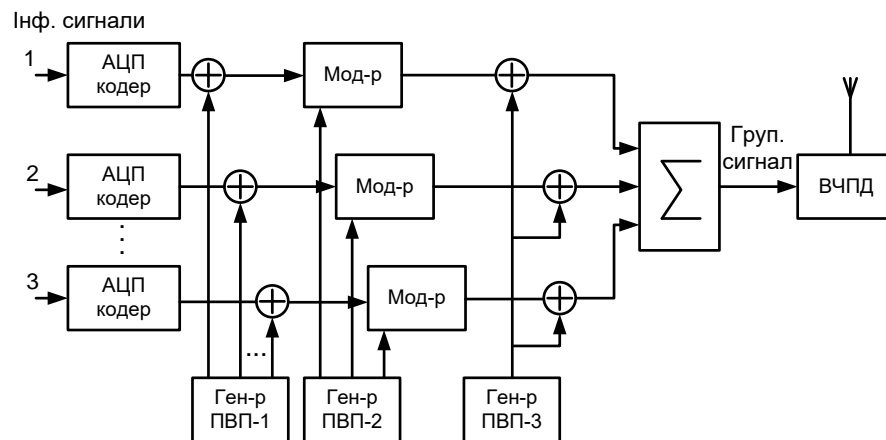 Інф. сигнали
1
АЦП
кодер
Мод-р
2
АЦП
кодер
Мод-р
Груп.
сигнал
∑
ВЧПД
3
АЦП
кодер
Мод-р
...
...
Ген-р
ПВП-1
Ген-р
ПВП-2
Ген-р
ПВП-3